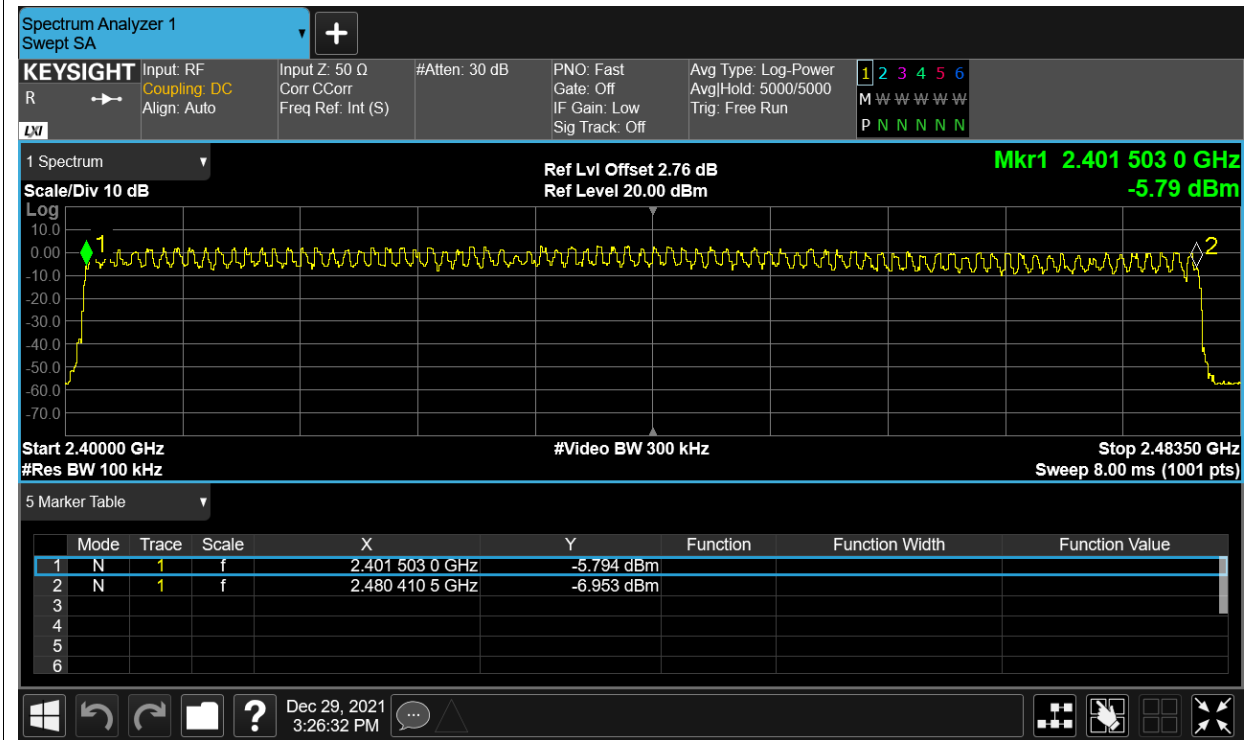 Spectrum Analyzer 1
Swept SA
+
KEYSIGHT Input: RF Input Z: 50 Ω #Atten: 30 dB PNO: Fast Avg Type: Log-Power 1 2 3 4 5 6
R Coupling: DC Corr CCorr Gate: Off Avg|Hold: 5000/5000 M W W W W W
Align: Auto Freq Ref: Int (S) IF Gain: Low Trig: Free Run
LXI Sig Track: Off P N N N N N
1 Spectrum Ref Lvl Offset 2.76 dB Mkr1 2.401 503 0 GHz
Scale/Div 10 dB Ref Level 20.00 dBm -5.79 dBm
Log
10.0
0.00 1 2
-10.0
-20.0
-30.0
-40.0
-50.0
-60.0
-70.0
Start 2.40000 GHz #Video BW 300 kHz Stop 2.48350 GHz
#Res BW 100 kHz Sweep 8.00 ms (1001 pts)
5 Marker Table
Mode Trace Scale X Y Function Function Width Function Value
1 N 1 f 2.401 503 0 GHz -5.794 dBm
2 N 1 f 2.480 410 5 GHz -6.953 dBm
3
4
5
6
? Dec 29, 2021
3:26:32 PM